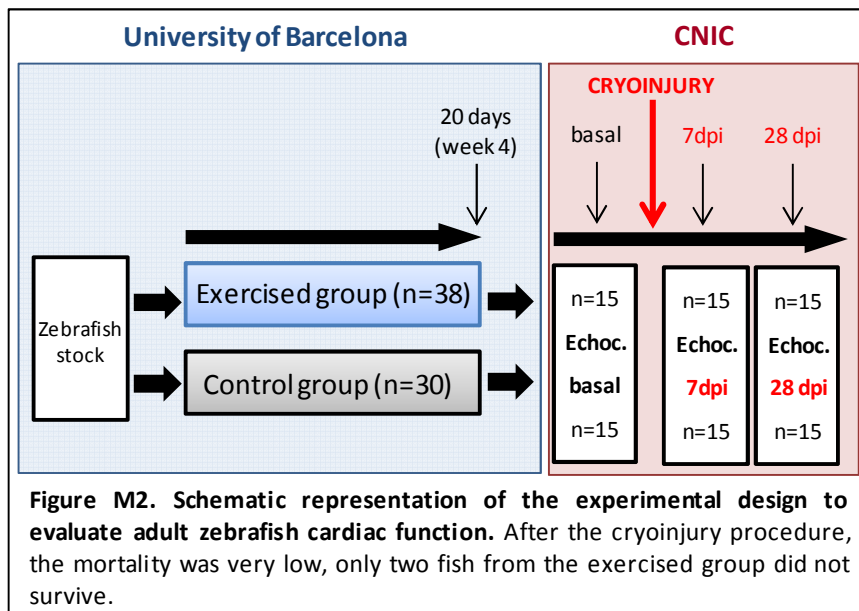 University of Barcelona
CNIC
CRYOINJURY
20 days
(week 4)
basal
7dpi
28 dpi
Zebrafish
stock
Exercised group (n=38)
Control group (n=30)
n=15
Echoc.
basal
n=15
n=15
Echoc.
7dpi
n=15
n=15
Echoc.
28 dpi
n=15
Figure M2. Schematic representation of the experimental design to
evaluate adult zebrafish cardiac function. After the cryoinjury procedure,
the mortality was very low, only two fish from the exercised group did not
survive.